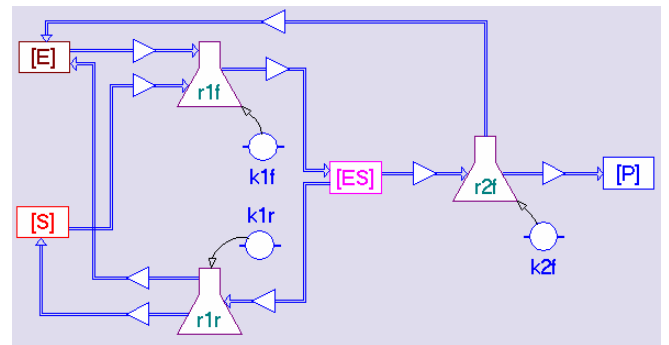 [E]
r1f
k1f
[ES]
r2f
[P]
[S]
k1r
k2f
r1r